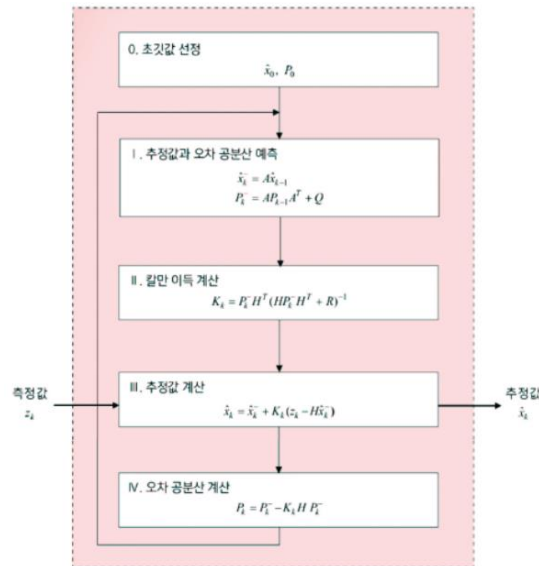 0. 초깃값 선정
x̂₀, P₀
Ⅰ. 추정값과 오차 공분산 예측
x̂ₖ⁻ = Ax̂ₖ₋₁
Pₖ⁻ = APₖ₋₁Aᵀ + Q
Ⅱ. 칼만 이득 계산
Kₖ = Pₖ⁻Hᵀ(HPₖ⁻Hᵀ + R)⁻¹
측정값
zₖ
Ⅲ. 추정값 계산
x̂ₖ = x̂ₖ⁻ + Kₖ(zₖ − Hx̂ₖ⁻)
추정값
x̂ₖ
Ⅳ. 오차 공분산 계산
Pₖ = Pₖ⁻ − KₖH Pₖ⁻